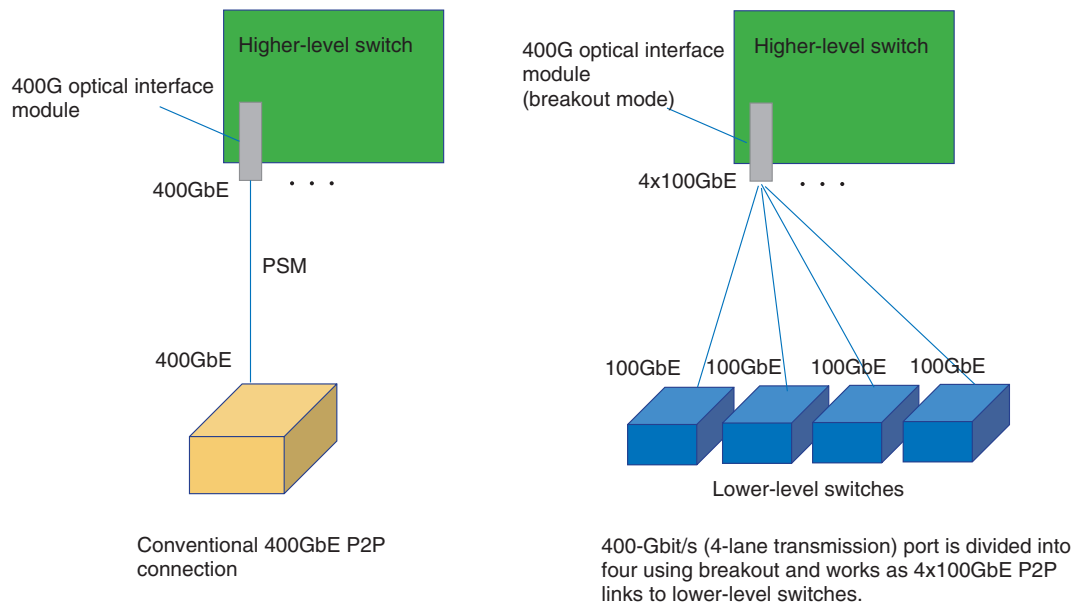 Higher-level switch
400G optical interface
module
400GbE
. . .
PSM
400GbE
Conventional 400GbE P2P
connection
Higher-level switch
400G optical interface
module
(breakout mode)
4x100GbE
. . .
100GbE 100GbE 100GbE 100GbE
Lower-level switches
400-Gbit/s (4-lane transmission) port is divided into
four using breakout and works as 4x100GbE P2P
links to lower-level switches.